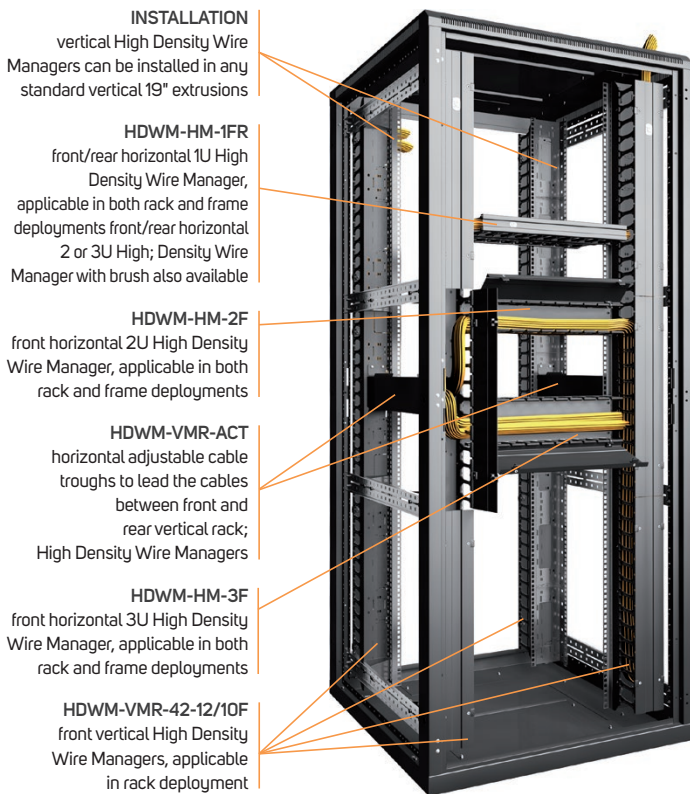 INSTALLATION
vertical High Density Wire
Managers can be installed in any
standard vertical 19" extrusions
HDWM-HM-1FR
front/rear horizontal 1U High
Density Wire Manager,
applicable in both rack and frame
deployments front/rear horizontal
2 or 3U High; Density Wire
Manager with brush also available
HDWM-HM-2F
front horizontal 2U High Density
Wire Manager, applicable in both
rack and frame deployments
HDWM-VMR-ACT
horizontal adjustable cable
troughs to lead the cables
between front and
rear vertical rack;
High Density Wire Managers
HDWM-HM-3F
front horizontal 3U High Density
Wire Manager, applicable in both
rack and frame deployments
HDWM-VMR-42-12/10F
front vertical High Density
Wire Managers, applicable
in rack deployment